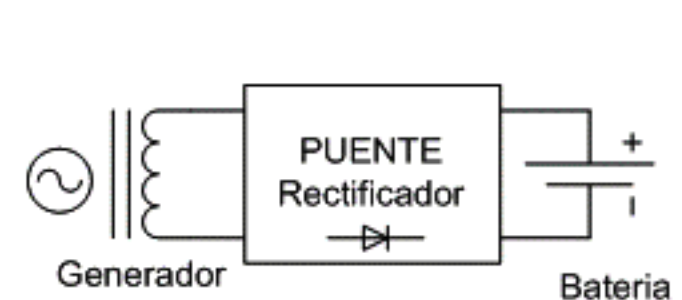 PUENTE
Rectificador
+
-
Generador
Bateria